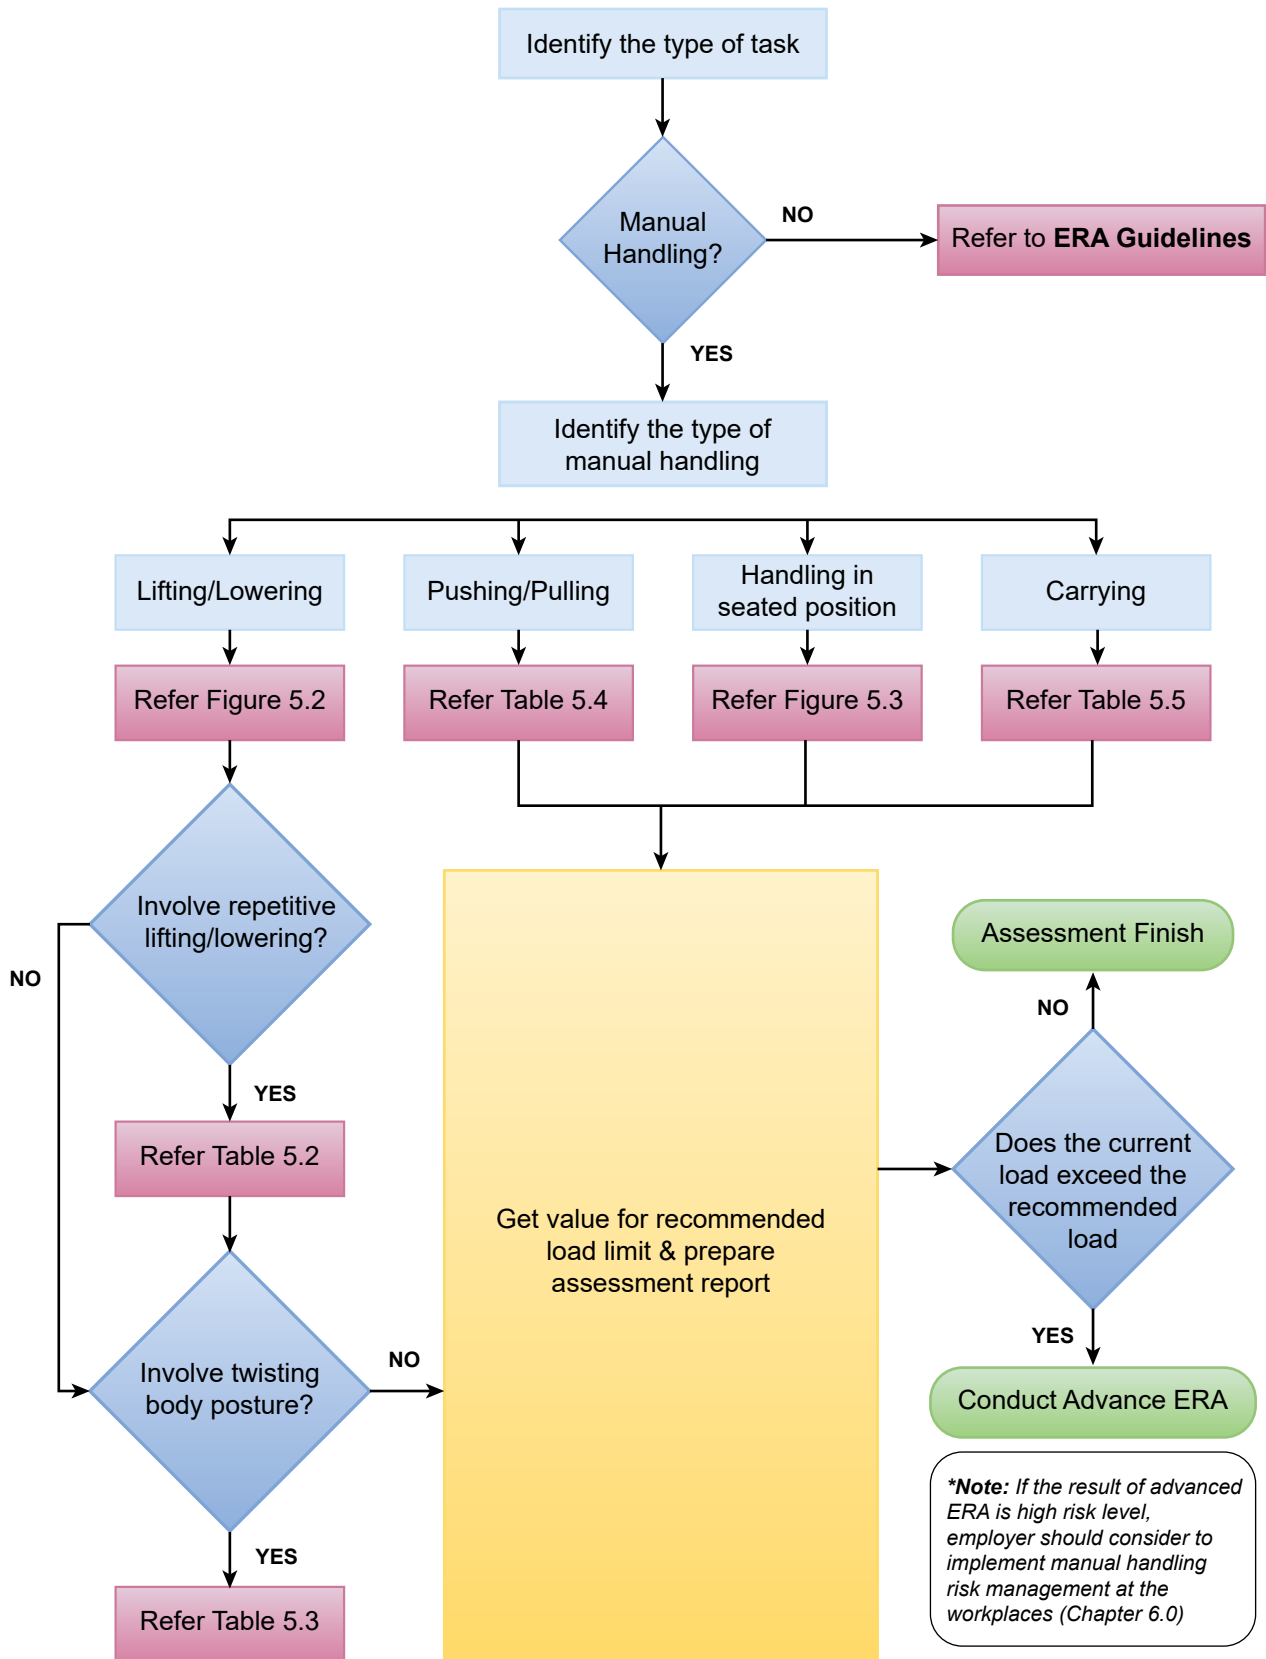 Identify the type of task
Manual
Handling?
NO
Refer to ERA Guidelines
YES
Identify the type of
manual handling
Lifting/Lowering
Pushing/Pulling
Handling in
seated position
Carrying
Refer Figure 5.2
Refer Table 5.4
Refer Figure 5.3
Refer Table 5.5
Involve repetitive
lifting/lowering?
NO
YES
Refer Table 5.2
Involve twisting
body posture?
NO
YES
Refer Table 5.3
Get value for recommended
load limit & prepare
assessment report
Assessment Finish
NO
Does the current
load exceed the
recommended
load
YES
Conduct Advance ERA
*Note: If the result of advanced
ERA is high risk level,
employer should consider to
implement manual handling
risk management at the
workplaces (Chapter 6.0)